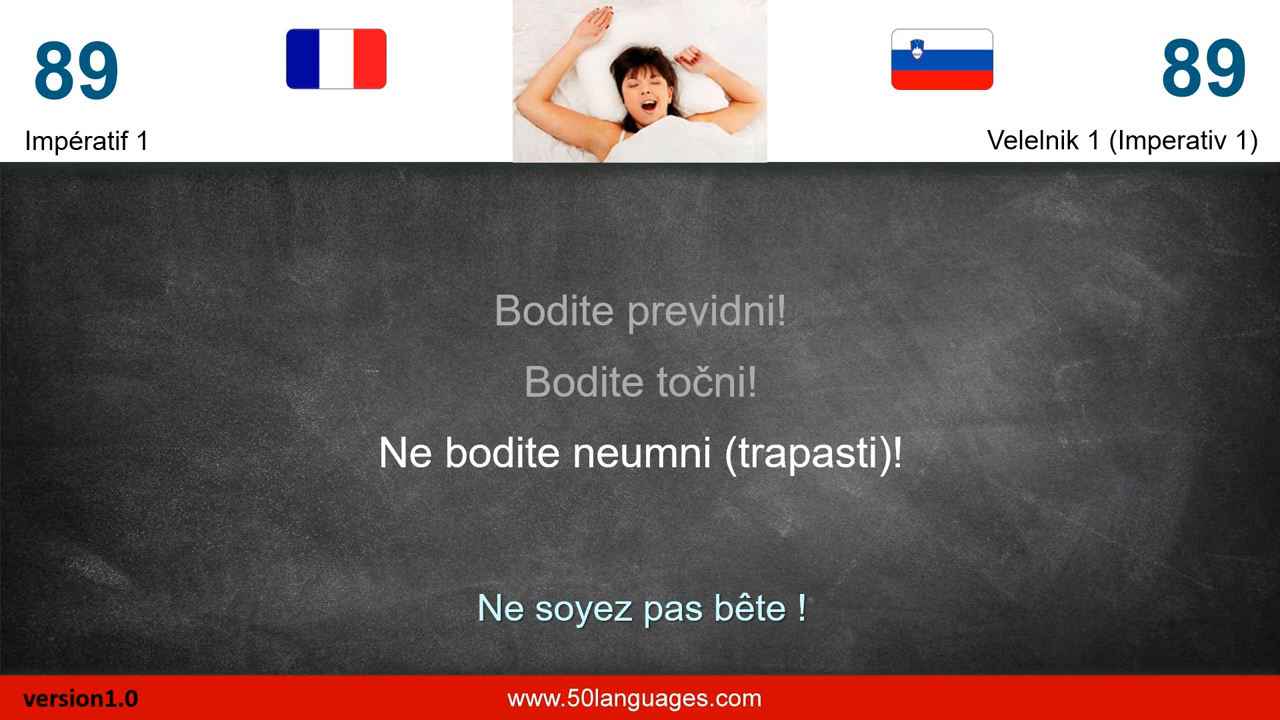 89
89
Impératif 1
Velelnik 1 (Imperativ 1)
Bodite previdni!
Bodite točni!
Ne bodite neumni (trapasti)!
Ne soyez pas bête !
version1.0
www.50languages.com